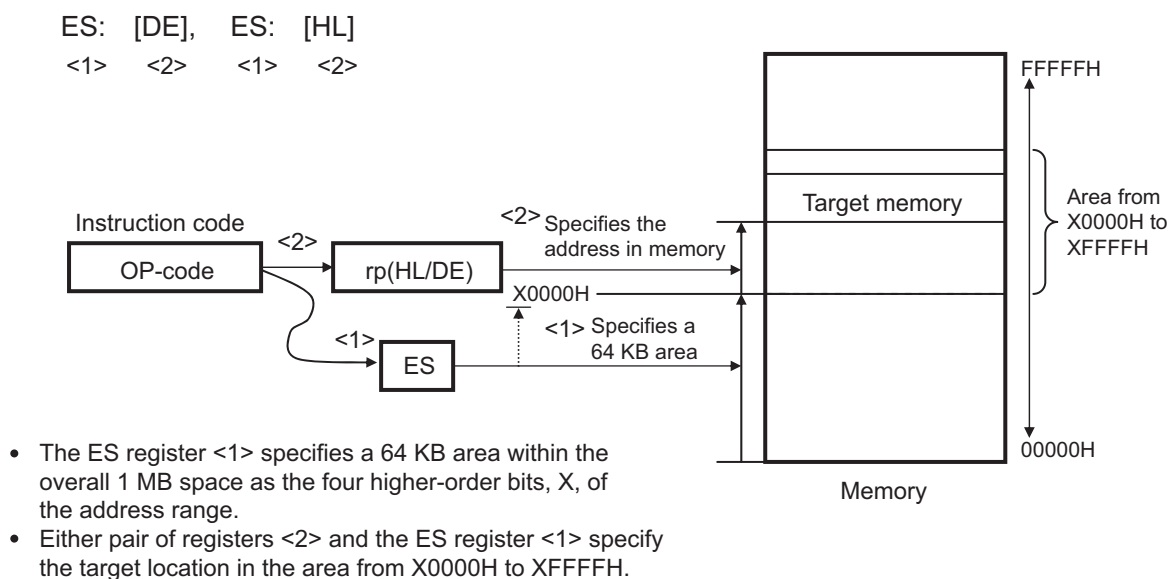 ES: [DE], ES: [HL]
<1> <2> <1> <2>
FFFFFH
Target memory
Area from
X0000H to
XFFFFH
Instruction code
OP-code
<2>
rp(HL/DE)
<2> Specifies the
address in memory
X0000H
<1>
ES
<1> Specifies a
64 KB area
00000H
Memory
• The ES register <1> specifies a 64 KB area within the
overall 1 MB space as the four higher-order bits, X, of
the address range.
• Either pair of registers <2> and the ES register <1> specify
the target location in the area from X0000H to XFFFFH.